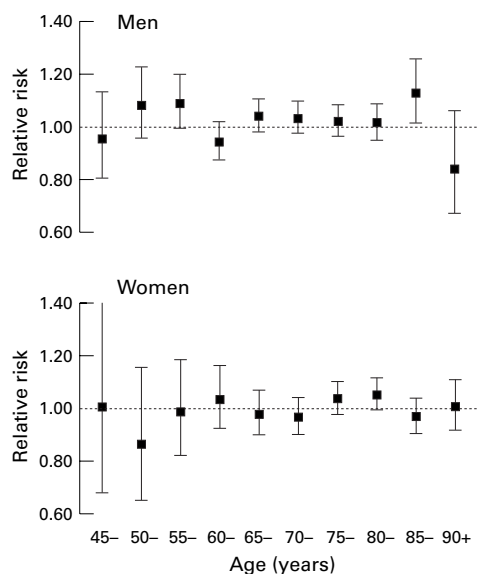 Men
Relative risk
1.40
1.20
1.00
0.80
0.60
Women
Relative risk
1.40
1.20
1.00
0.80
0.60
45– 50– 55– 60– 65– 70– 75– 80– 85– 90+
Age (years)